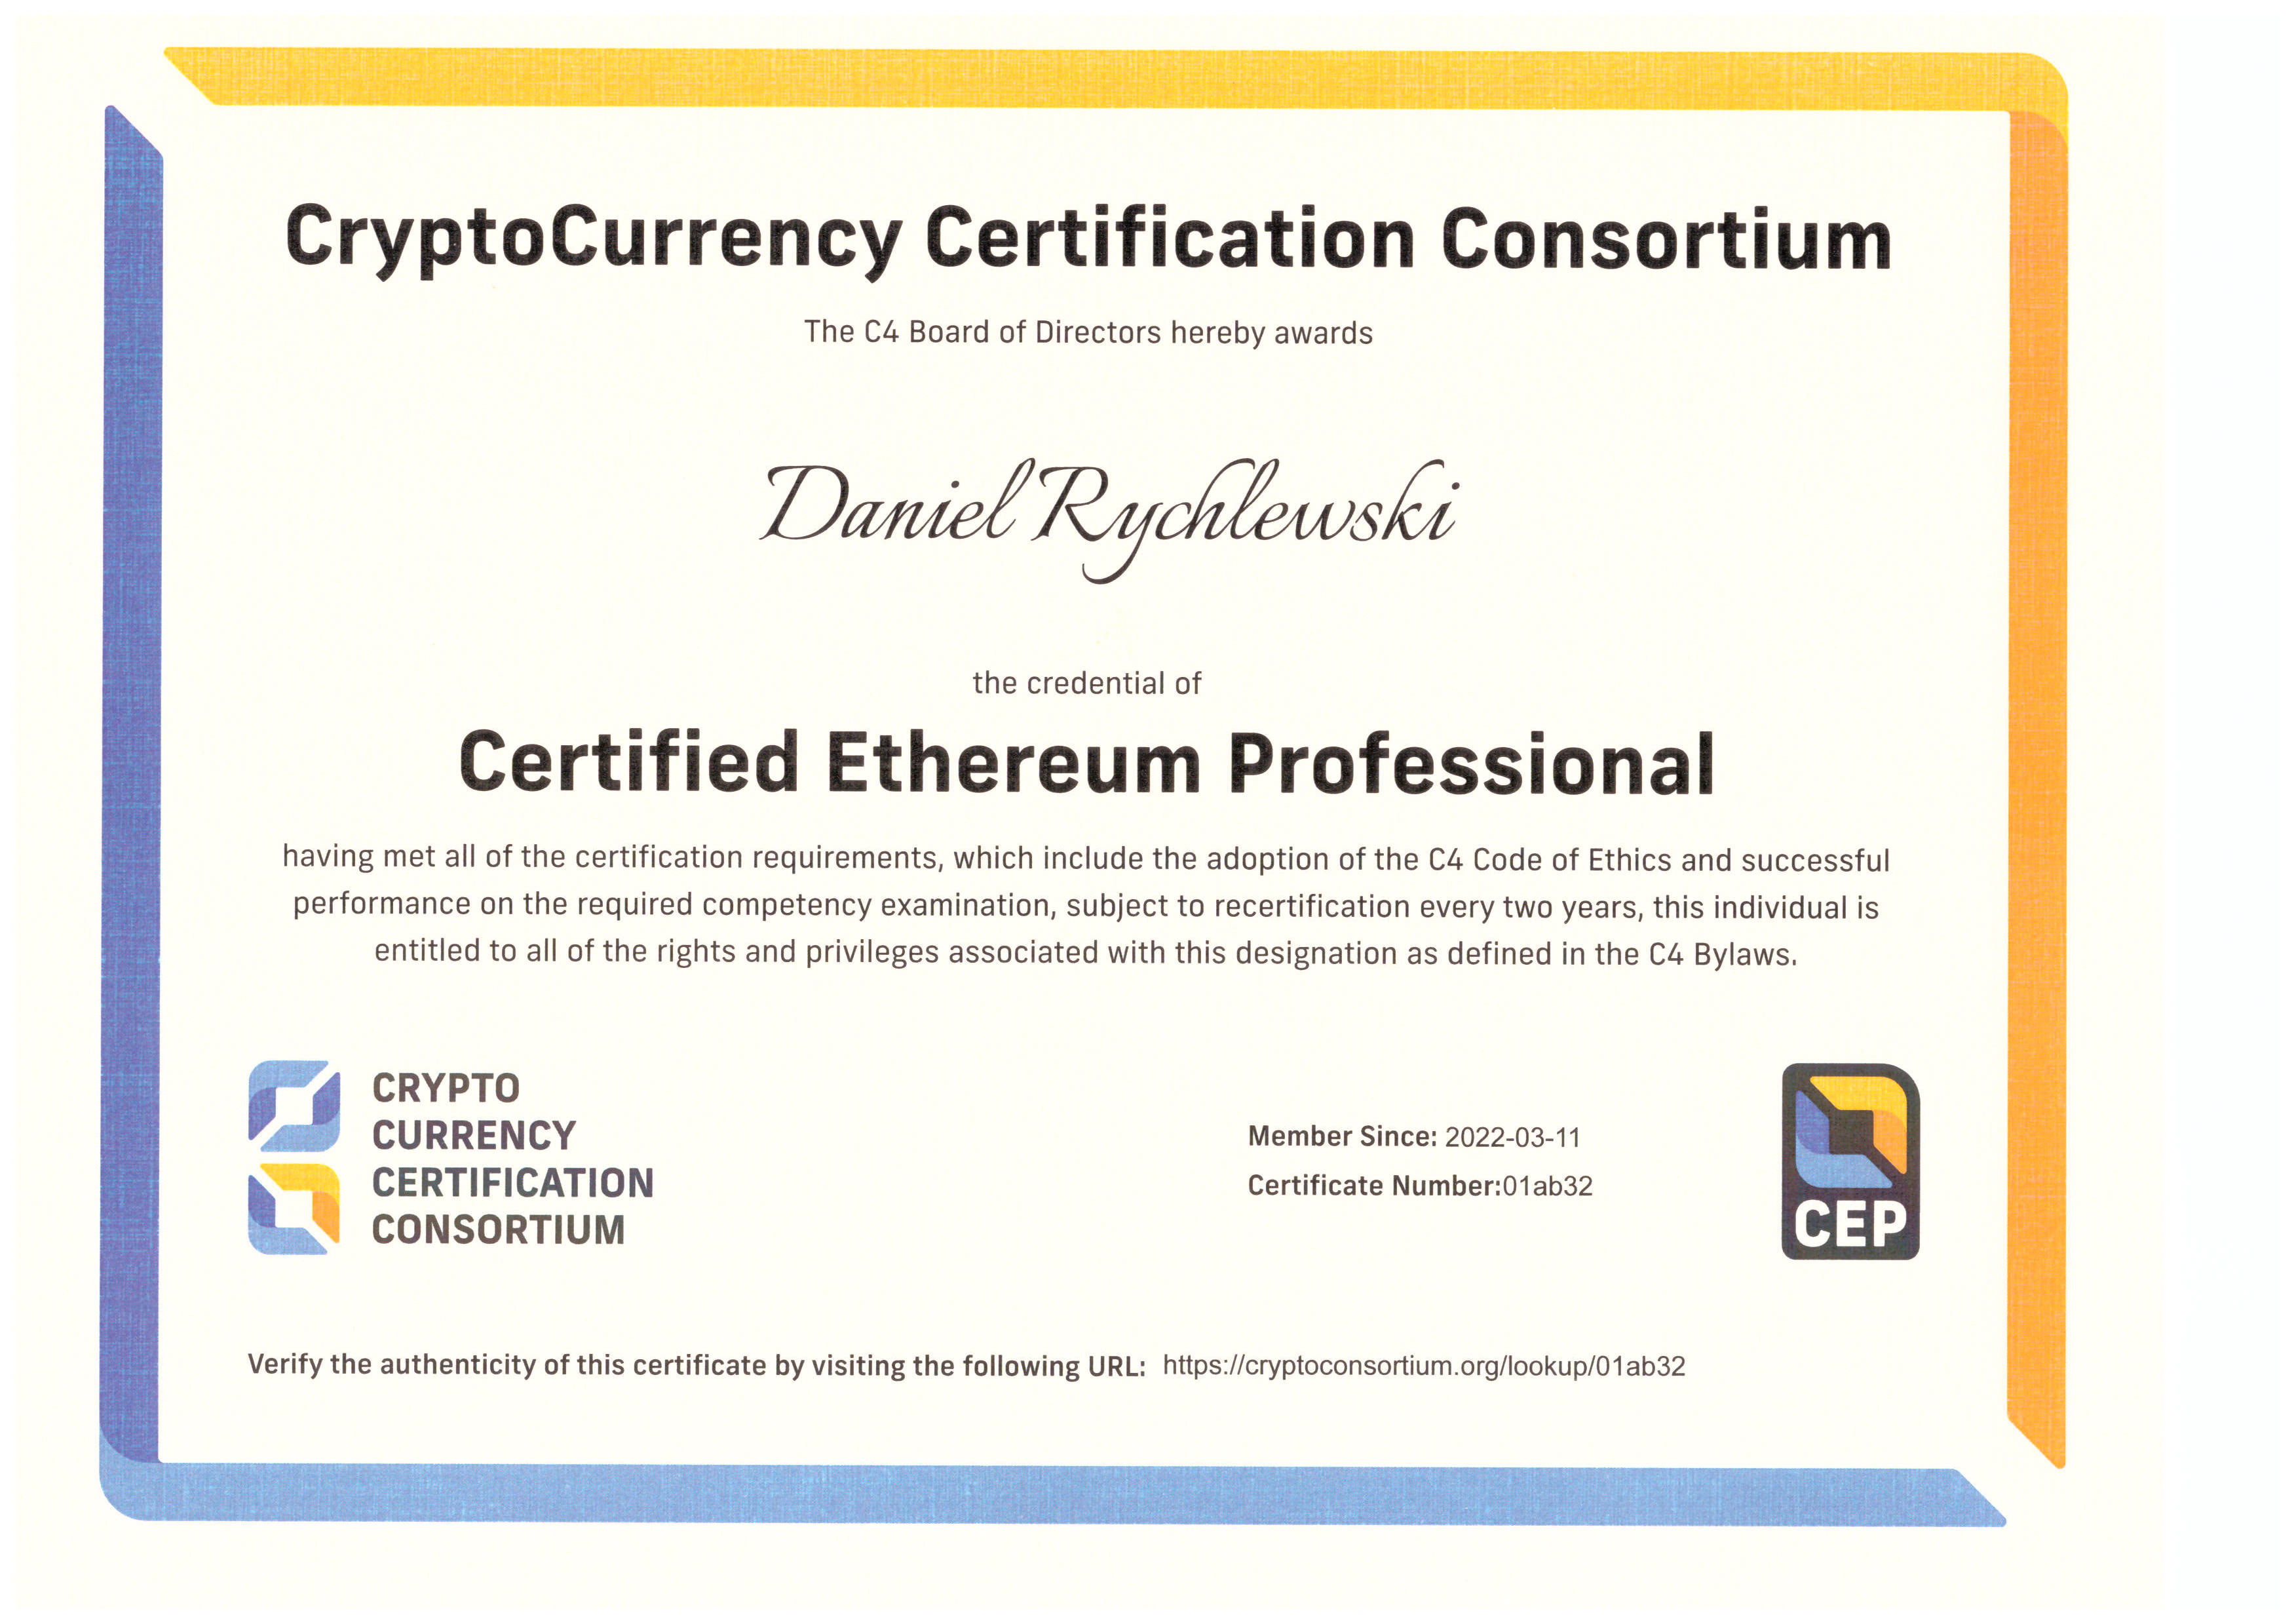 CryptoCurrency Certification Consortium
The C4 Board of Directors hereby awards
Daniel Rychlewski
the credential of
Certified Ethereum Professional
having met all of the certification requirements, which include the adoption of the C4 Code of Ethics and successful
performance on the required competency examination, subject to recertification every two years, this individual is
entitled to all of the rights and privileges associated with this designation as defined in the C4 Bylaws.
CRYPTO
CURRENCY
CERTIFICATION
CONSORTIUM
Member Since: 2022-03-11
Certificate Number:01ab32
CEP
Verify the authenticity of this certificate by visiting the following URL: https://cryptoconsortium.org/lookup/01ab32